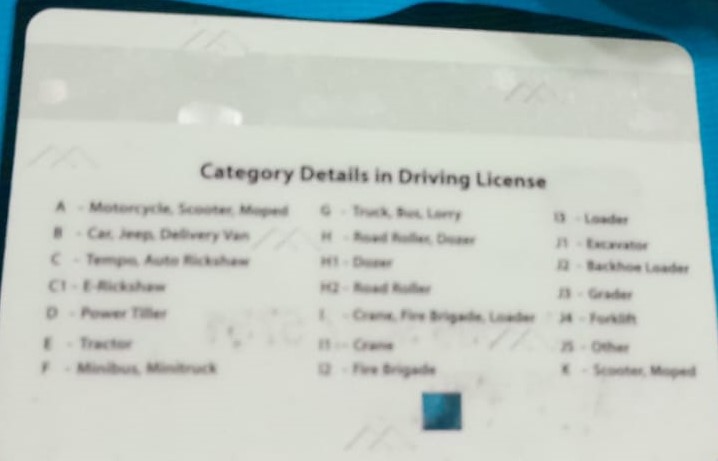 Category Details in Driving License
A - Motorcycle, Scooter, Moped
B - Car, Jeep, Delivery Van
C - Tempo, Auto Rickshaw
C1 - E-Rickshaw
D - Power Tiller
E - Tractor
F - Minibus, Minitruck
G - Truck, Bus, Lorry
H - Road Roller, Dozer
H1 - Dozer
H2 - Road Roller
I - Crane, Fire Brigade, Loader
I1 - Crane
I2 - Fire Brigade
I3 - Loader
J1 - Excavator
J2 - Backhoe Loader
J3 - Grader
J4 - Forklift
J5 - Other
K - Scooter, Moped